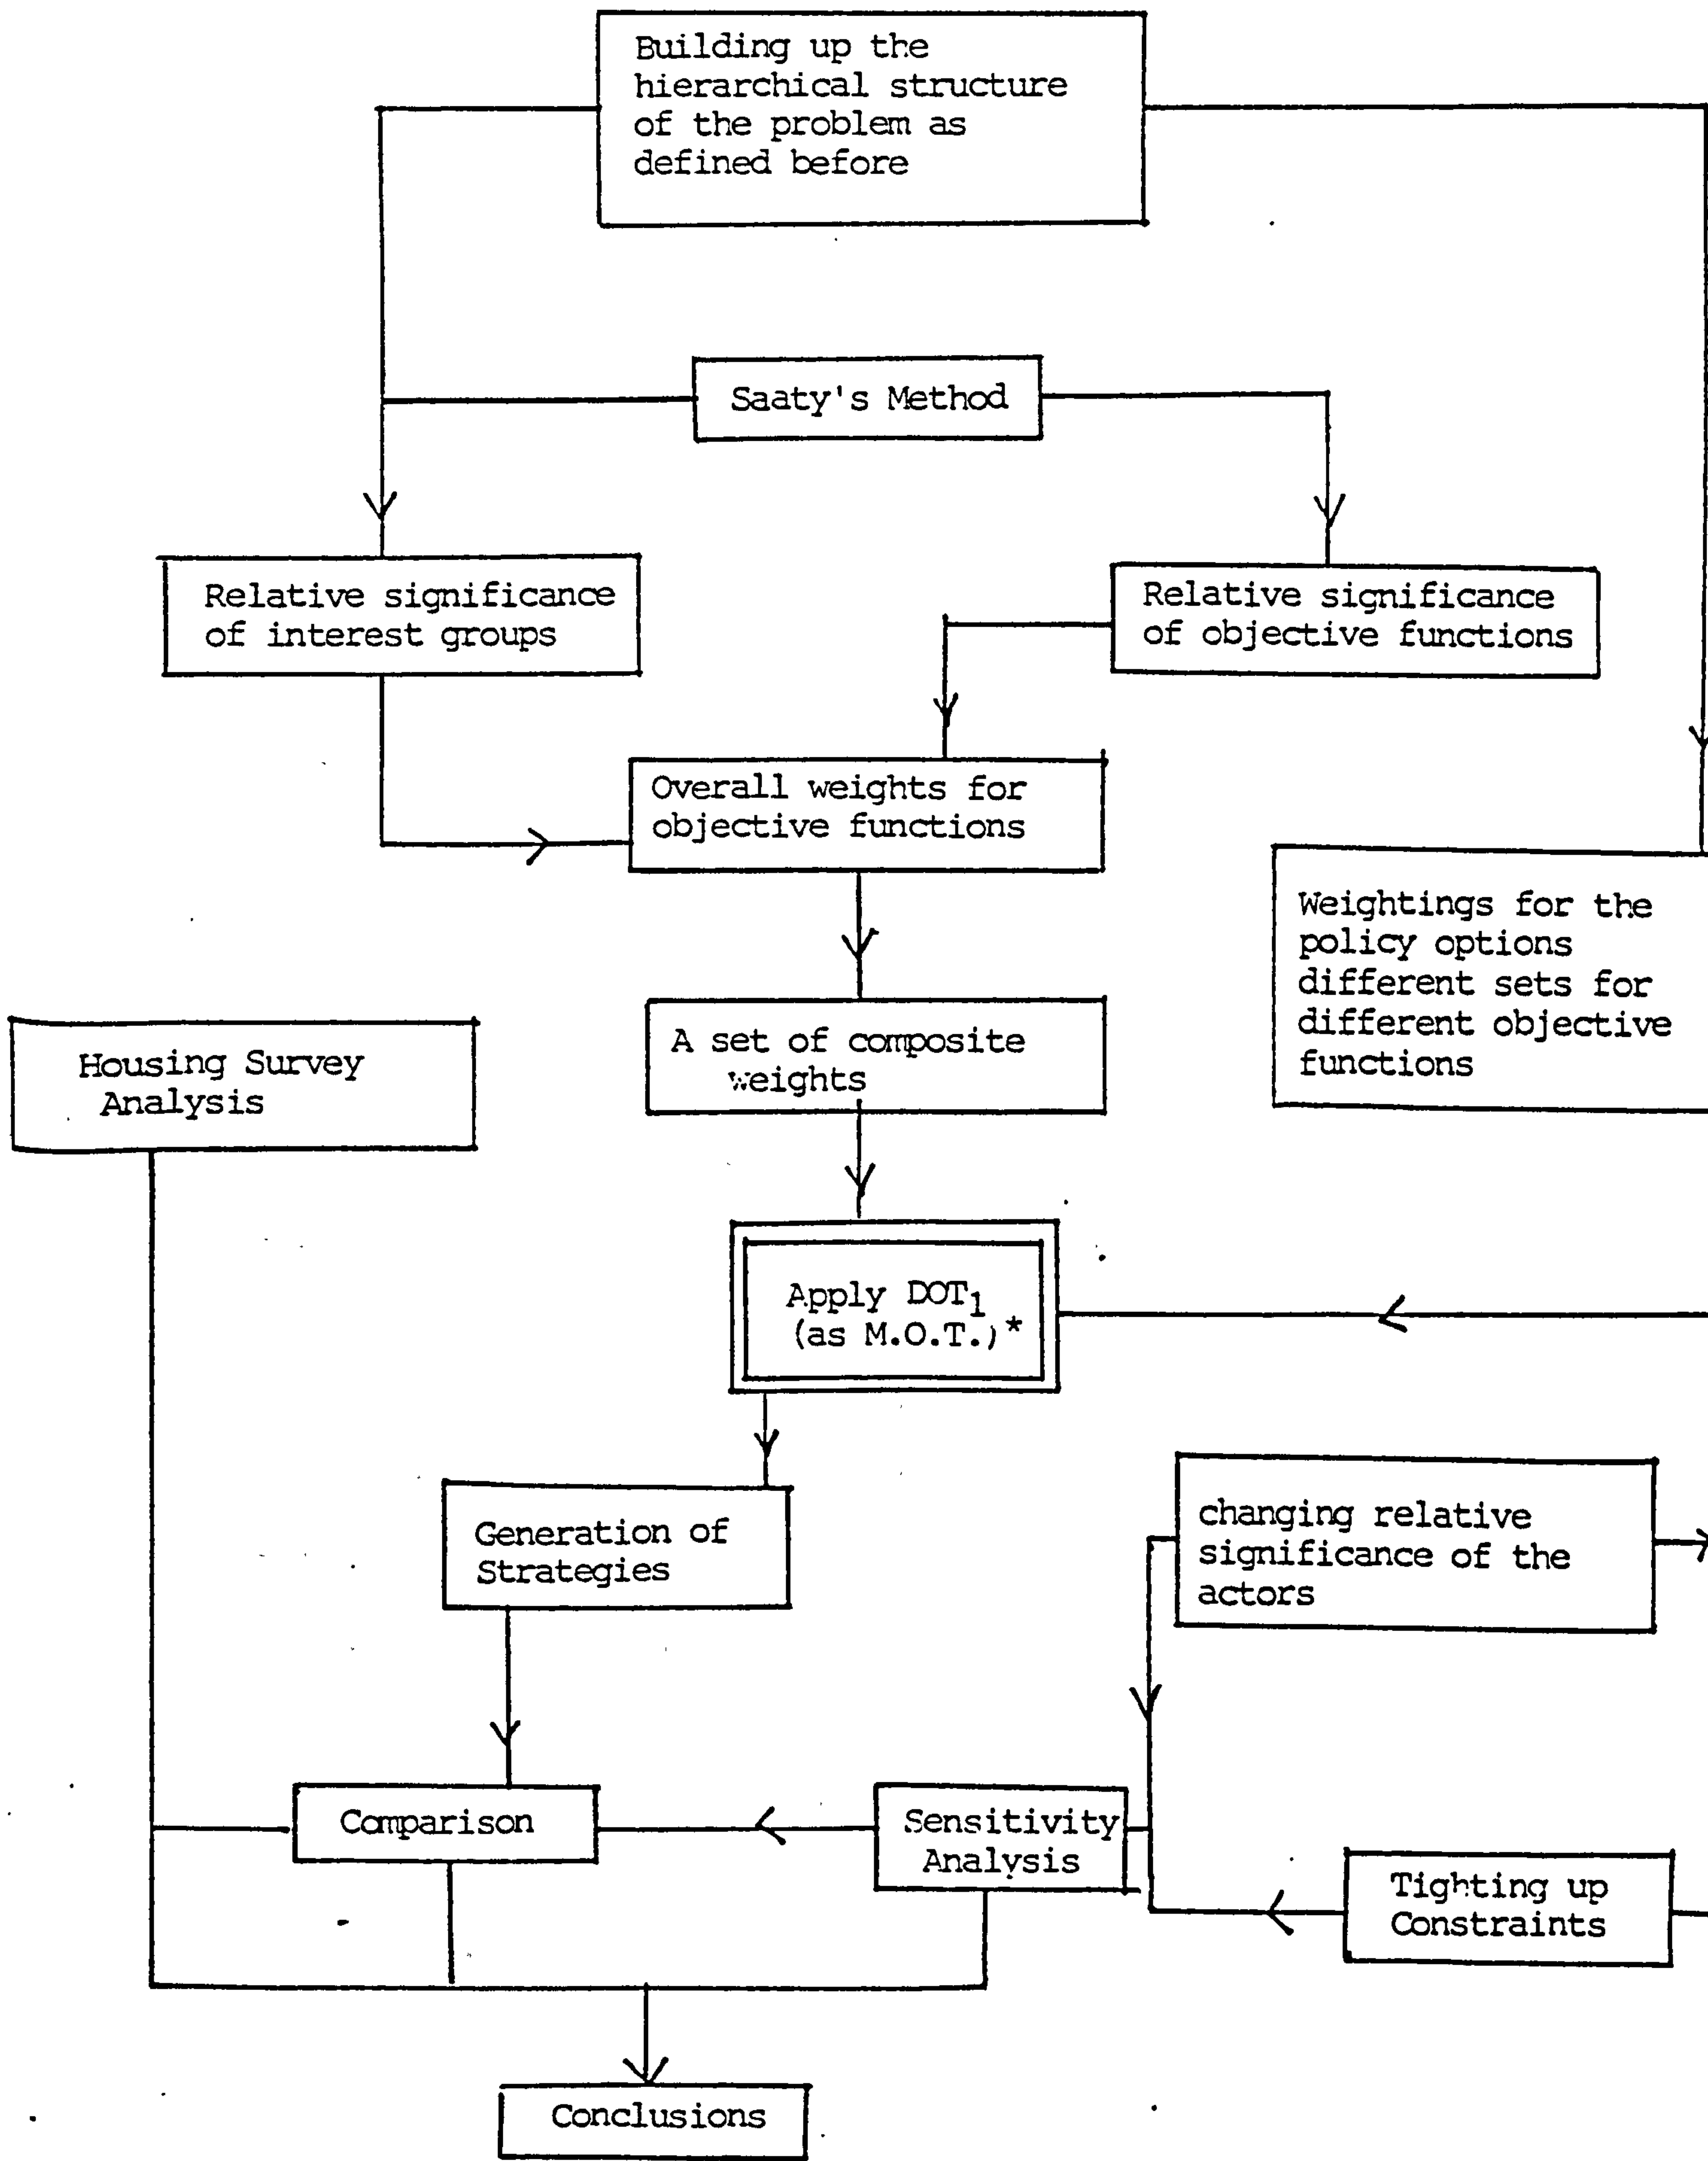 Building up the
hierarchical structure
of the problem as
defined before
Saaty's Method
Relative significance
of interest groups
Relative significance
of objective functions
Overall weights for
objective functions
Weightings for the
policy options
different sets for
different objective
functions
A set of composite
weights
Housing Survey
Analysis
Apply DOT₁
(as M.O.T.)*
Generation of
Strategies
changing relative
significance of the
actors
Comparison
Sensitivity
Analysis
Tighting up
Constraints
Conclusions